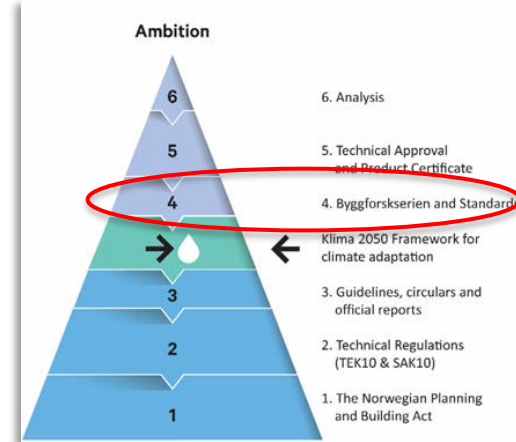 Ambition
6
6. Analysis
5
5. Technical Approval
and Product Certificate
4
4. Byggforskserien and Standard
Klima 2050 Framework for
climate adaptation
3
3. Guidelines, circulars and
official reports
2
2. Technical Regulations
(TEK10 & SAK10)
1
1. The Norwegian Planning
and Building Act